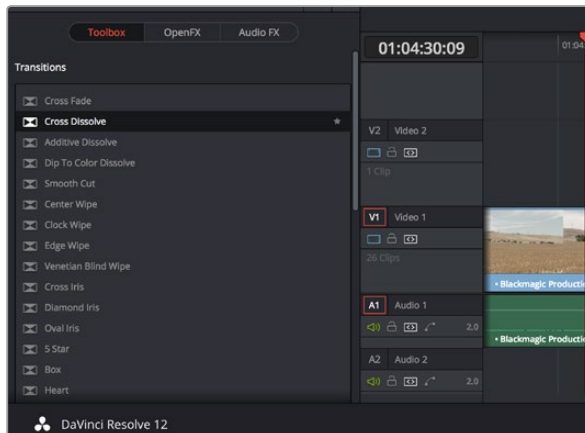 Toolbox OpenFX Audio FX
Transitions
Cross Fade
Cross Dissolve
Additive Dissolve
Dip To Color Dissolve
Smooth Cut
Center Wipe
Clock Wipe
Edge Wipe
Venetian Blind Wipe
Cross Iris
Diamond Iris
Oval Iris
5 Star
Box
Heart
01:04:30:09
01:04
V2 Video 2
1 Clip
V1 Video 1
26 Clips
• Blackmagic Producti
A1 Audio 1
2.0
• Blackmagic Producti
A2 Audio 2
2.0
DaVinci Resolve 12